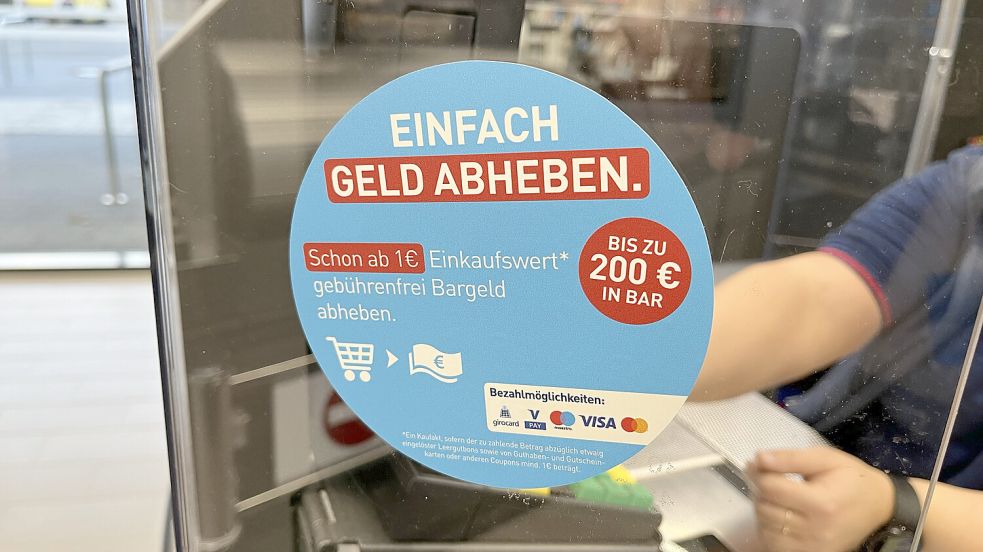 EINFACH
GELD ABHEBEN.
Schon ab 1€ Einkaufswert*
gebührenfrei Bargeld
abheben.
BIS ZU
200 €
IN BAR
€
Bezahlmöglichkeiten:
girocard V PAY maestro VISA
*Ein Kaufakt, sofern der zu zahlende Betrag abzüglich etwaig
eingelöster Leergutbons sowie von Guthaben- und Gutschein-
karten oder anderen Coupons mind. 1€ beträgt.